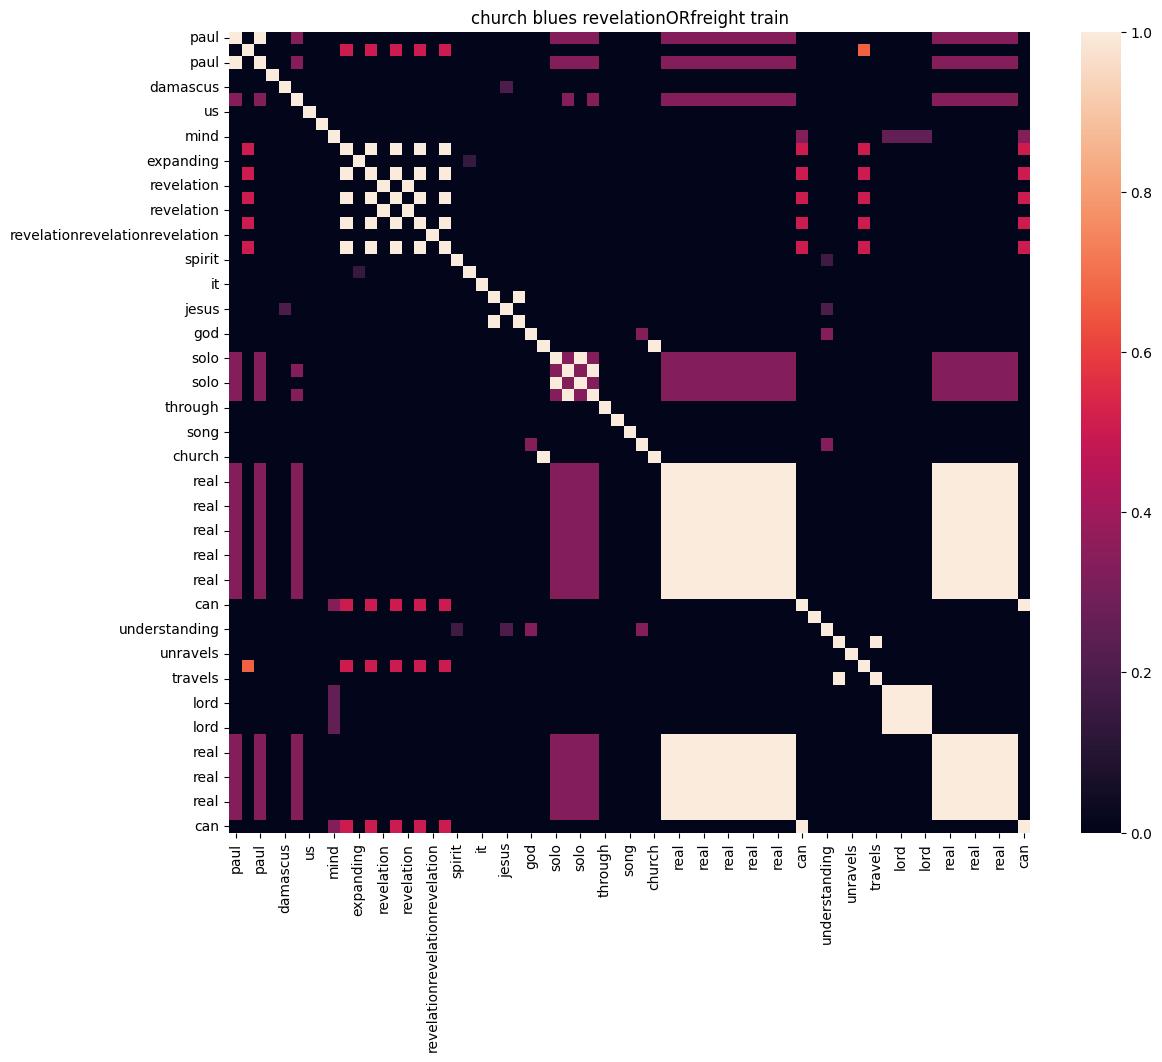 church blues revelationORfreight train
paul
paul
damascus
us
mind
expanding
revelation
revelation
revelationrevelationrevelation
spirit
it
jesus
god
solo
solo
through
song
church
real
real
real
real
real
can
understanding
unravels
travels
lord
lord
real
real
real
can
1.0
0.8
0.6
0.4
0.2
0.0
paul
paul
damascus
us
mind
expanding
revelation
revelation
revelationrevelationrevelation
spirit
it
jesus
god
solo
solo
through
song
church
real
real
real
real
real
can
understanding
unravels
travels
lord
lord
real
real
real
can